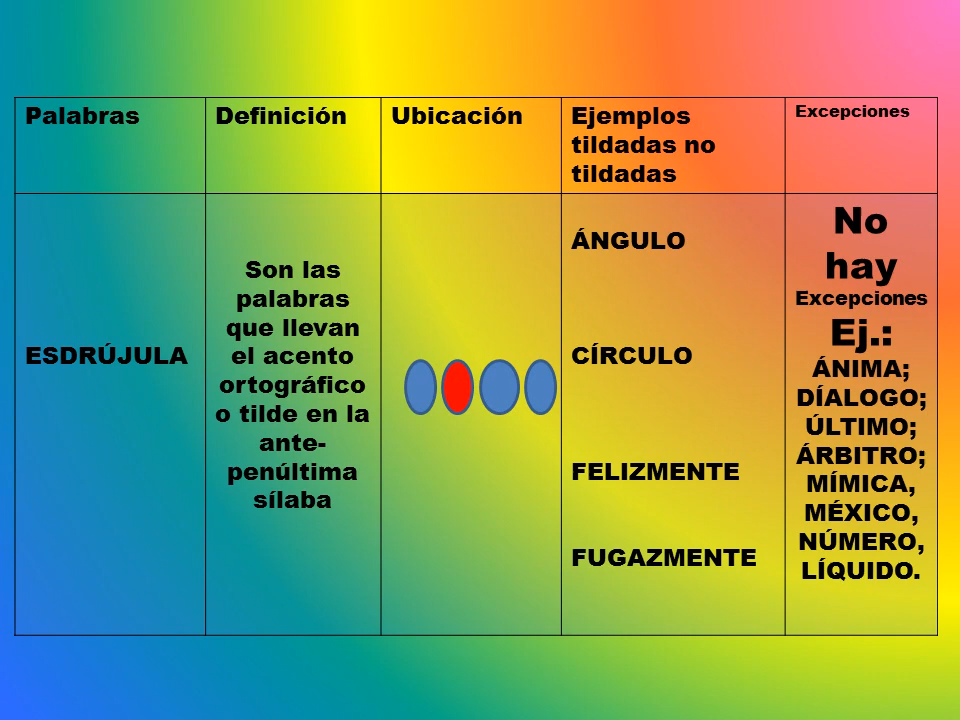 Palabras
Definición
Ubicación
Ejemplos
tildadas no
tildadas
Excepciones
ESDRÚJULA
Son las
palabras
que llevan
el acento
ortográfico
o tilde en la
ante-
penúltima
sílaba
ÁNGULO
CÍRCULO
FELIZMENTE
FUGAZMENTE
No
hay
Excepciones
Ej.:
ÁNIMA;
DÍALOGO;
ÚLTIMO;
ÁRBITRO;
MÍMICA,
MÉXICO,
NÚMERO,
LÍQUIDO.